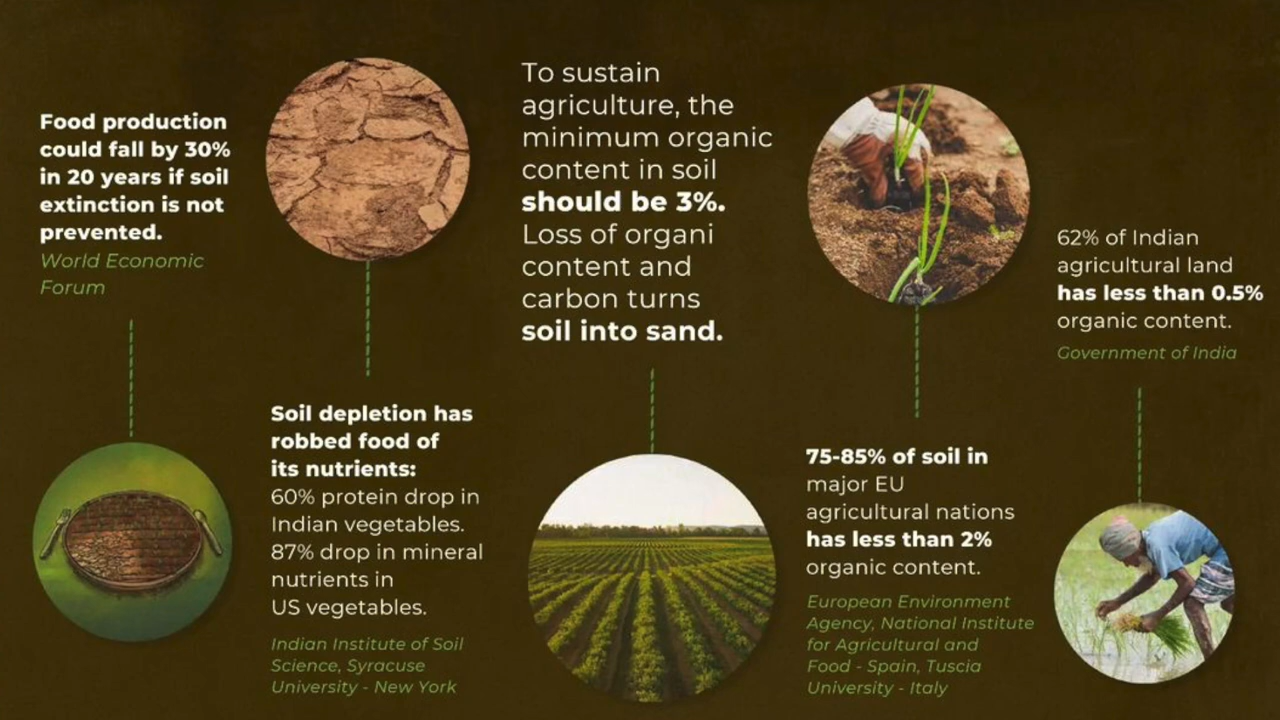 Food production
could fall by 30%
in 20 years if soil
extinction is not
prevented.
World Economic
Forum
Soil depletion has
robbed food of
its nutrients:
60% protein drop in
Indian vegetables.
87% drop in mineral
nutrients in
US vegetables.
Indian Institute of Soil
Science, Syracuse
University - New York
To sustain
agriculture, the
minimum organic
content in soil
should be 3%.
Loss of organi
content and
carbon turns
soil into sand.
75-85% of soil in
major EU
agricultural nations
has less than 2%
organic content.
European Environment
Agency, National Institute
for Agricultural and
Food - Spain, Tuscia
University - Italy
62% of Indian
agricultural land
has less than 0.5%
organic content.
Government of India